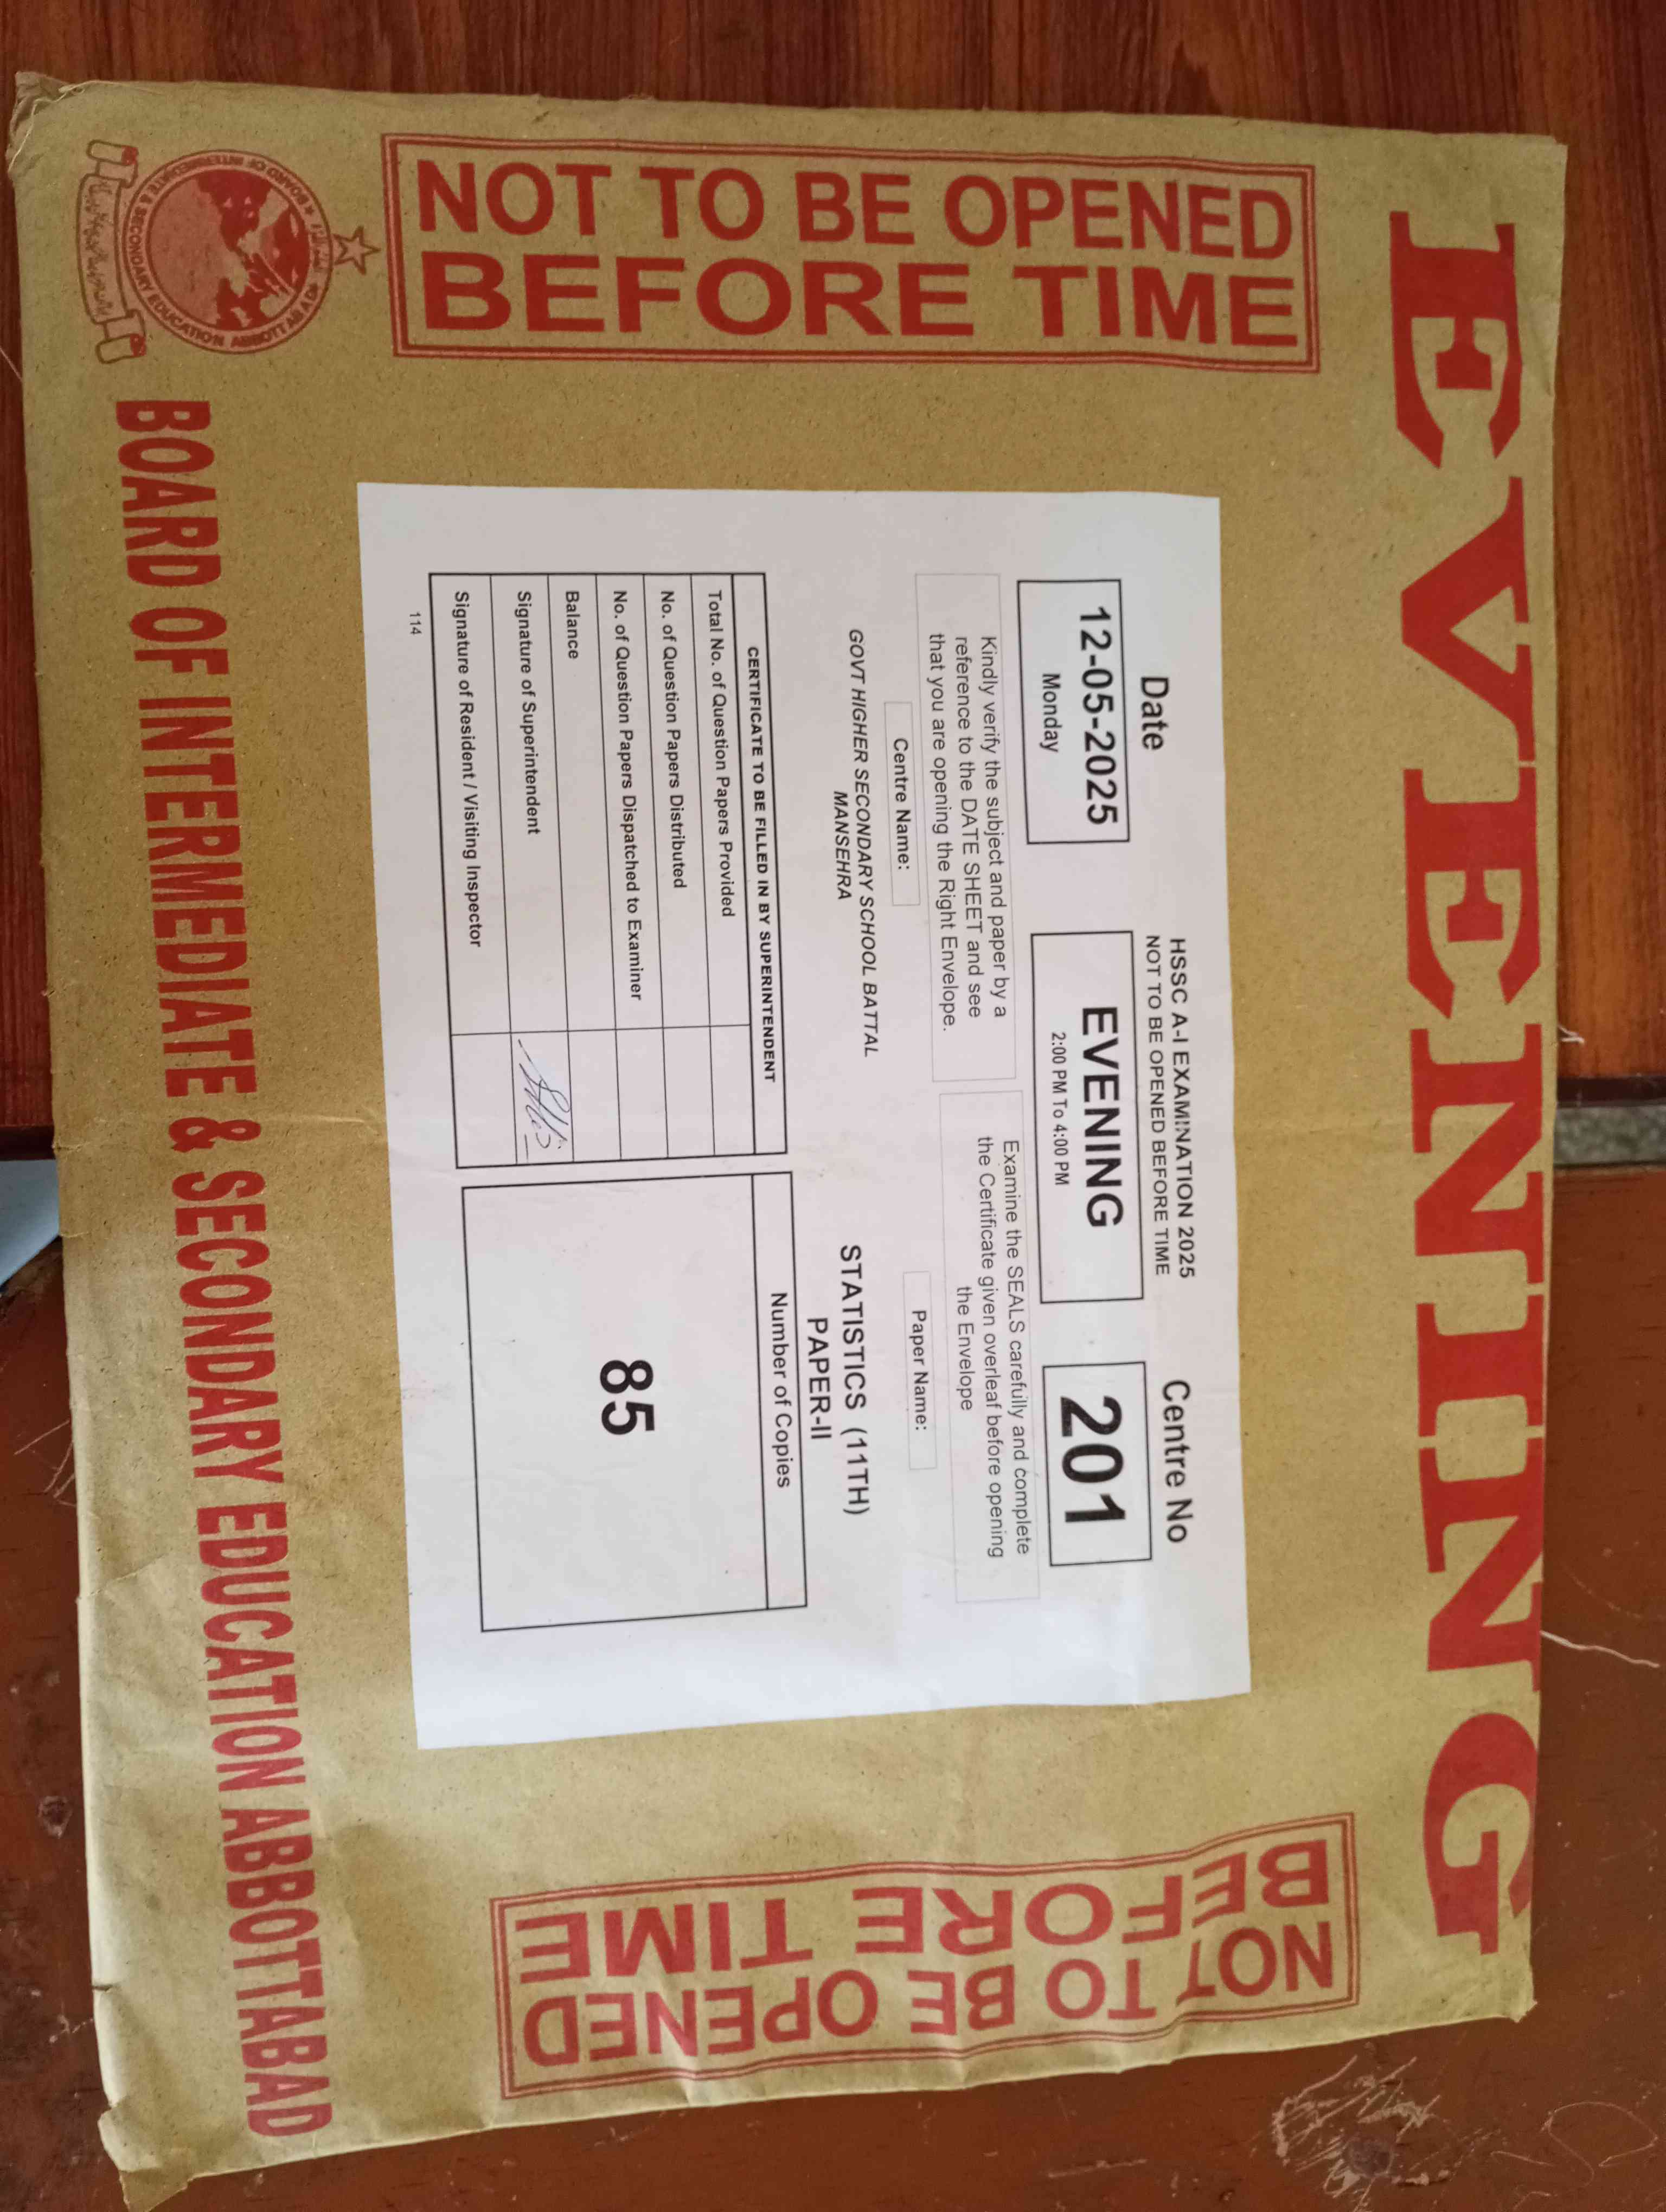 EVENING
NOT TO BE OPENED
BEFORE TIME
HSSC A-I EXAMINATION 2025
NOT TO BE OPENED BEFORE TIME
Date
Centre No
12-05-2025
Monday
EVENING
2:00 PM To 4:00 PM
201
Kindly verify the subject and paper by a
reference to the DATE SHEET and see
that you are opening the Right Envelope.
Examine the SEALS carefully and complete
the Certificate given overleaf before opening
the Envelope
Centre Name:
Paper Name:
GOVT HIGHER SECONDARY SCHOOL BATTAL
MANSEHRA
STATISTICS (11TH)
PAPER-II
CERTIFICATE TO BE FILLED IN BY SUPERINTENDENT
Total No. of Question Papers Provided
No. of Question Papers Distributed
No. of Question Papers Dispatched to Examiner
Balance
Signature of Superintendent
Signature of Resident / Visiting Inspector
Number of Copies
85
114
NOT TO BE OPENED
BEFORE TIME
BOARD OF INTERMEDIATE & SECONDARY EDUCATION ABBOTTABAD
BOARD OF INTERMEDIATE & SECONDARY EDUCATION ABBOTTABAD